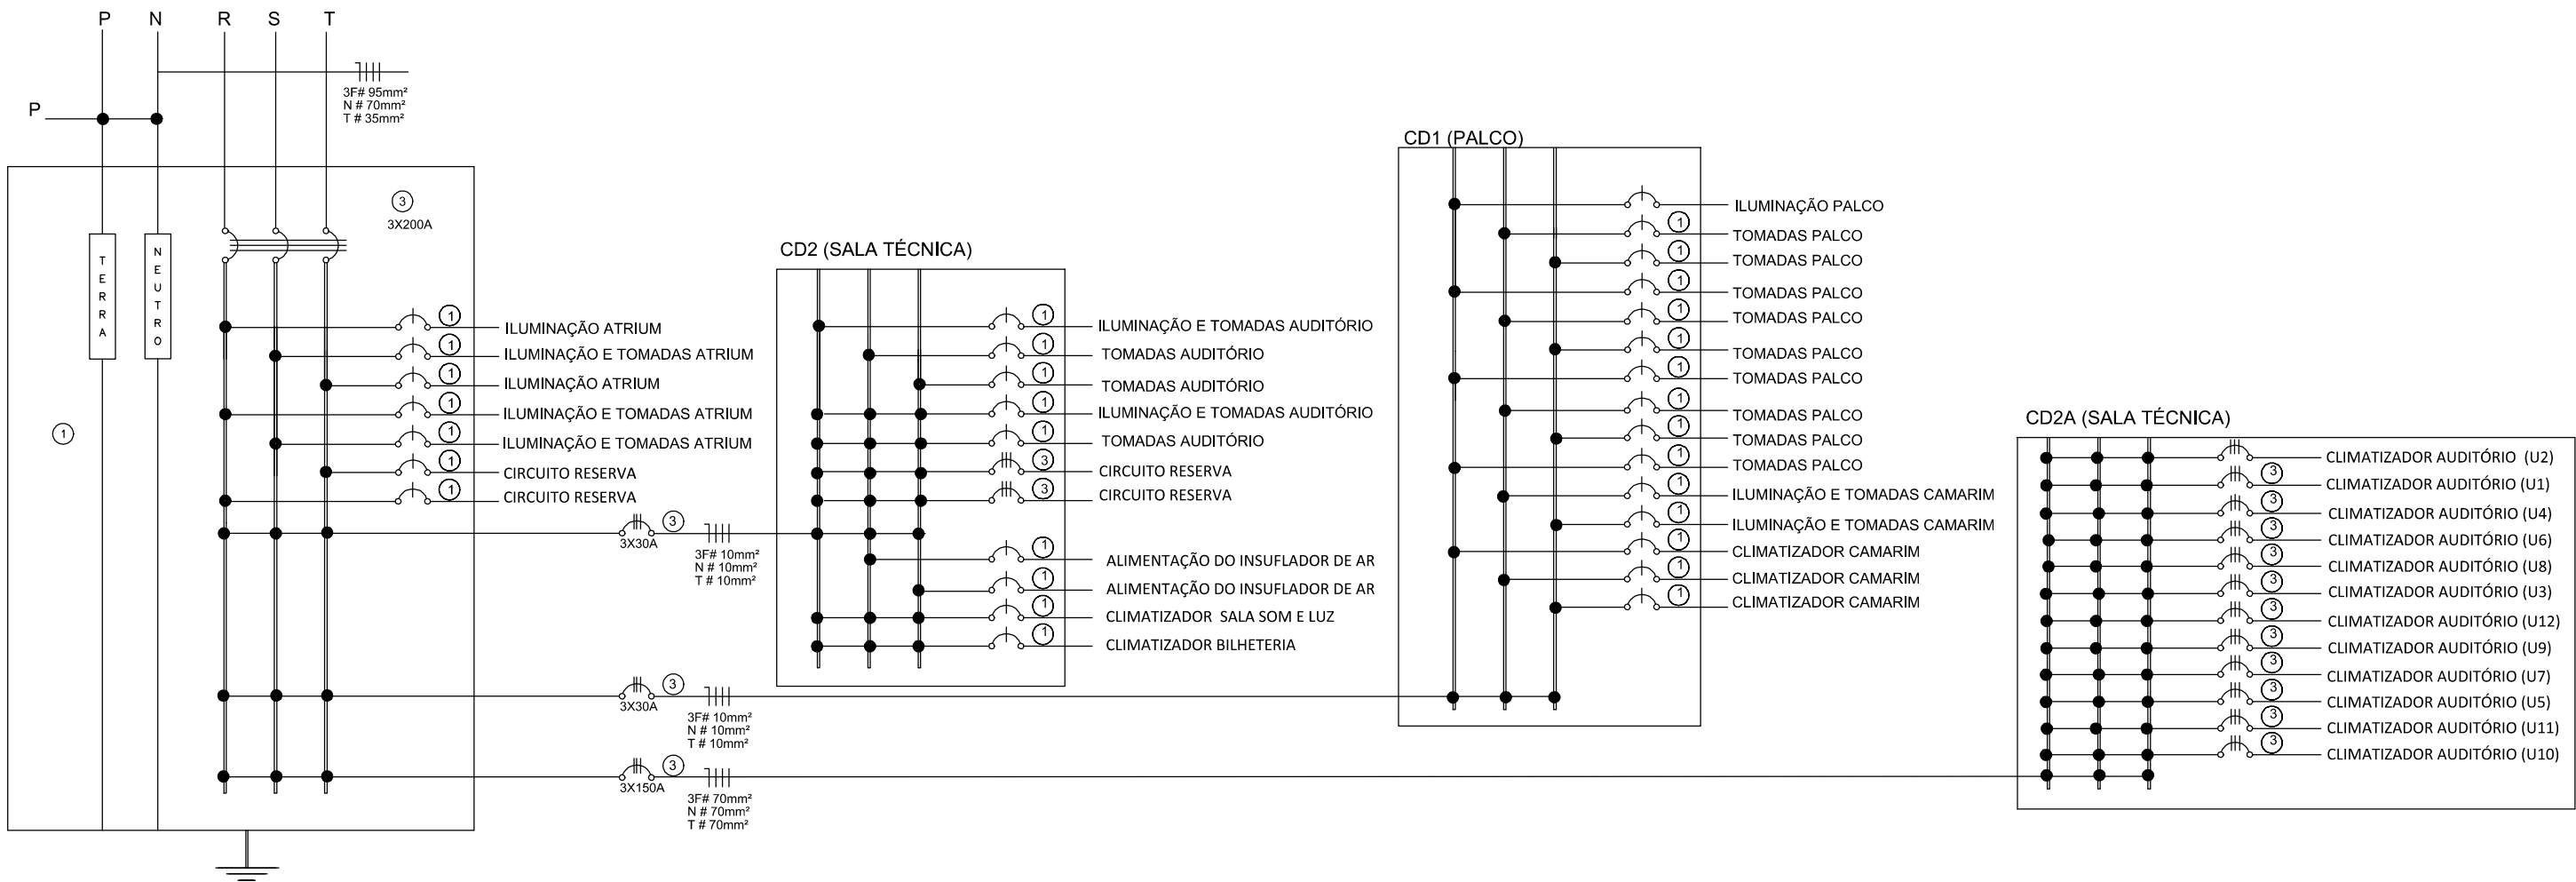 P N R S T
3F# 95mm²
N # 70mm²
T # 35mm²
P
3
3X200A
TERRA
NEUTRO
1
1
ILUMINAÇÃO ATRIUM
1
ILUMINAÇÃO E TOMADAS ATRIUM
1
ILUMINAÇÃO ATRIUM
1
ILUMINAÇÃO E TOMADAS ATRIUM
1
ILUMINAÇÃO E TOMADAS ATRIUM
1
CIRCUITO RESERVA
1
CIRCUITO RESERVA
3
3X30A
3F# 10mm²
N # 10mm²
T # 10mm²
3
3X30A
3F# 10mm²
N # 10mm²
T # 10mm²
3
3X150A
3F# 70mm²
N # 70mm²
T # 70mm²
CD2 (SALA TÉCNICA)
1
ILUMINAÇÃO E TOMADAS AUDITÓRIO
1
TOMADAS AUDITÓRIO
1
TOMADAS AUDITÓRIO
1
ILUMINAÇÃO E TOMADAS AUDITÓRIO
1
TOMADAS AUDITÓRIO
3
CIRCUITO RESERVA
3
CIRCUITO RESERVA
1
ALIMENTAÇÃO DO INSUFLADOR DE AR
1
ALIMENTAÇÃO DO INSUFLADOR DE AR
1
CLIMATIZADOR SALA SOM E LUZ
1
CLIMATIZADOR BILHETERIA
CD1 (PALCO)
ILUMINAÇÃO PALCO
1
TOMADAS PALCO
1
TOMADAS PALCO
1
TOMADAS PALCO
1
TOMADAS PALCO
1
TOMADAS PALCO
1
TOMADAS PALCO
1
TOMADAS PALCO
1
TOMADAS PALCO
1
TOMADAS PALCO
1
ILUMINAÇÃO E TOMADAS CAMARIM
1
ILUMINAÇÃO E TOMADAS CAMARIM
1
CLIMATIZADOR CAMARIM
1
CLIMATIZADOR CAMARIM
1
CLIMATIZADOR CAMARIM
CD2A (SALA TÉCNICA)
CLIMATIZADOR AUDITÓRIO (U2)
3
CLIMATIZADOR AUDITÓRIO (U1)
3
CLIMATIZADOR AUDITÓRIO (U4)
3
CLIMATIZADOR AUDITÓRIO (U6)
3
CLIMATIZADOR AUDITÓRIO (U8)
3
CLIMATIZADOR AUDITÓRIO (U3)
3
CLIMATIZADOR AUDITÓRIO (U12)
3
CLIMATIZADOR AUDITÓRIO (U9)
3
CLIMATIZADOR AUDITÓRIO (U7)
3
CLIMATIZADOR AUDITÓRIO (U5)
3
CLIMATIZADOR AUDITÓRIO (U11)
3
CLIMATIZADOR AUDITÓRIO (U10)